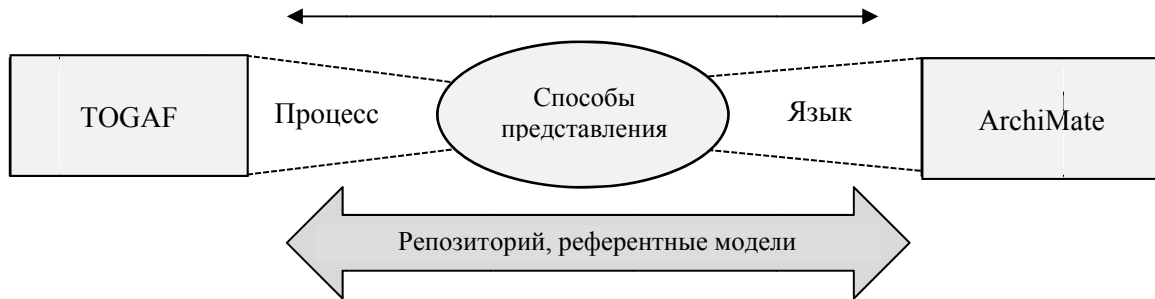 TOGAF
Процесс
Способы
представления
Язык
ArchiMate
Репозиторий, референтные модели